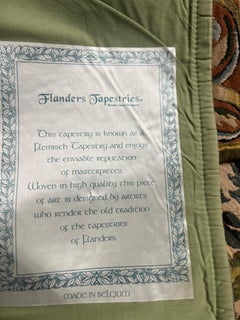 Flanders Tapestries®
This tapestry is known as a
Flemisch Tapestry and enjoys
the enviable reputation
of masterpieces.
Woven in high quality this piece
of art is designed by artists
who render the old tradition
of the tapestries
of Flanders.
MADE IN BELGIUM